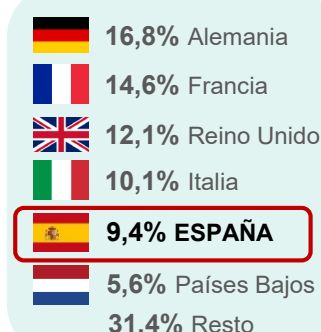 16,8% Alemania
14,6% Francia
12,1% Reino Unido
10,1% Italia
9,4% ESPAÑA
5,6% Países Bajos
31,4% Resto